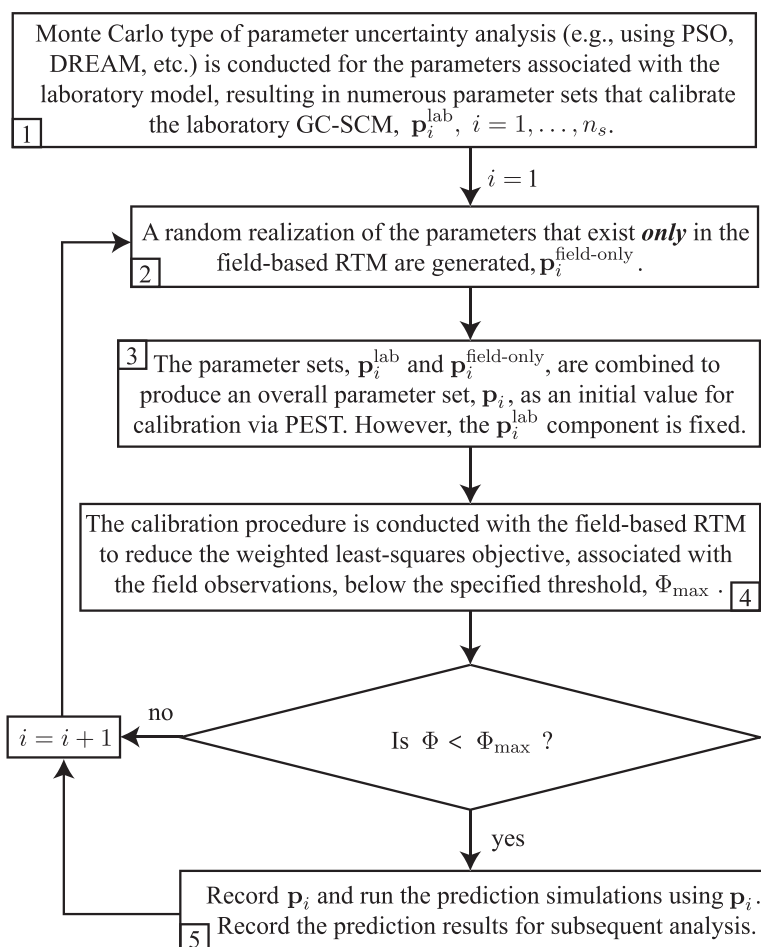 Monte Carlo type of parameter uncertainty analysis (e.g., using PSO,
DREAM, etc.) is conducted for the parameters associated with the
laboratory model, resulting in numerous parameter sets that calibrate
the laboratory GC-SCM, p_i^lab, i = 1, . . . , n_s.
1
i = 1
A random realization of the parameters that exist only in the
field-based RTM are generated, p_i^field-only.
2
3
The parameter sets, p_i^lab and p_i^field-only, are combined to
produce an overall parameter set, p_i, as an initial value for
calibration via PEST. However, the p_i^lab component is fixed.
The calibration procedure is conducted with the field-based RTM
to reduce the weighted least-squares objective, associated with
the field observations, below the specified threshold, Φ_max .
4
Is Φ < Φ_max ?
no
i = i + 1
yes
Record p_i and run the prediction simulations using p_i.
Record the prediction results for subsequent analysis.
5